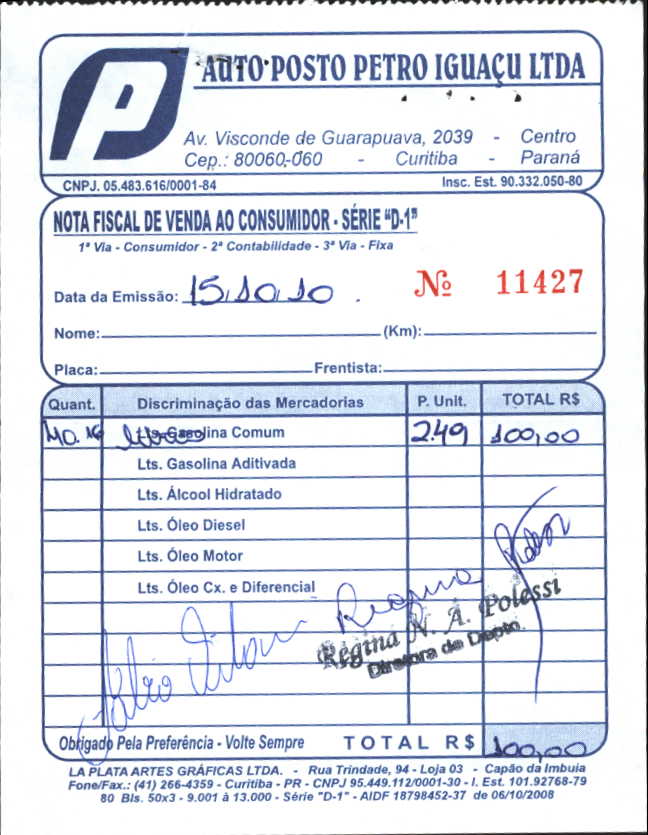 P
AUTO POSTO PETRO IGUAÇU LTDA
Av. Visconde de Guarapuava, 2039 - Centro
Cep.: 80060-060 - Curitiba - Paraná
CNPJ. 05.483.616/0001-84 Insc. Est. 90.332.050-80
NOTA FISCAL DE VENDA AO CONSUMIDOR - SÉRIE “D-1”
1ª Via - Consumidor - 2ª Contabilidade - 3ª Via - Fixa
Data da Emissão: 15/10/10 . Nº 11427
Nome: (Km):
Placa: Frentista:
Quant. Discriminação das Mercadorias P. Unit. TOTAL R$
40.16 Lts. Gasolina Comum 2.49 100,00
Lts. Gasolina Aditivada
Lts. Álcool Hidratado
Lts. Óleo Diesel
Lts. Óleo Motor
Lts. Óleo Cx. e Diferencial
Regina
Regina N. A. Polessi
Diretora de Depto.
Obrigado Pela Preferência - Volte Sempre TOTAL R$ 100,00
LA PLATA ARTES GRÁFICAS LTDA. - Rua Trindade, 94 - Loja 03 - Capão da Imbuia
Fone/Fax.: (41) 266-4359 - Curitiba - PR - CNPJ 95.449.112/0001-30 - I. Est. 101.92768-79
80 Bls. 50x3 - 9.001 à 13.000 - Série "D-1" - AIDF 18798452-37 de 06/10/2008